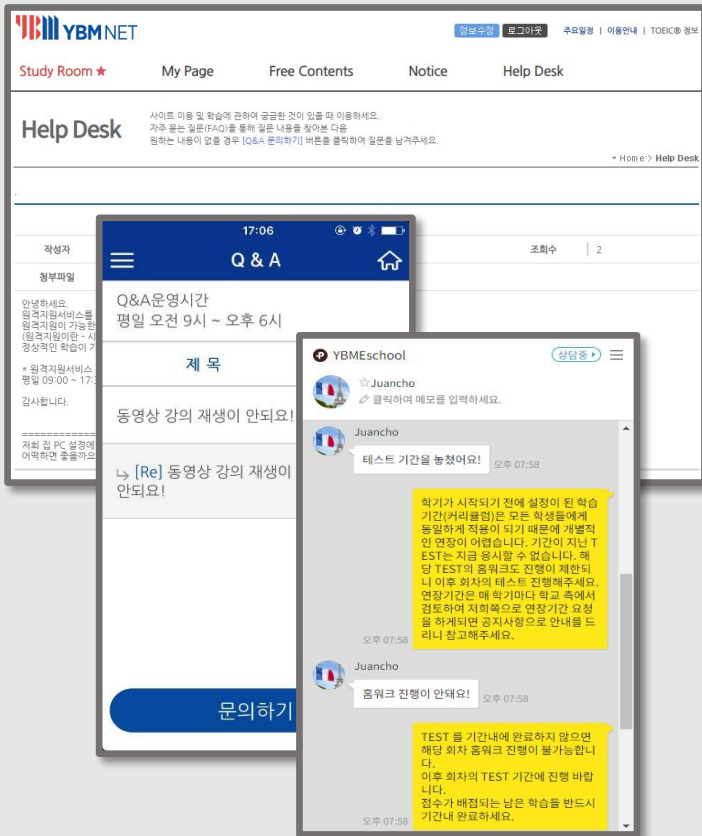 YBM YBMNET
정보수정 로그아웃 주요일정 | 이용안내 | TOEIC® 정보
Study Room ★ My Page Free Contents Notice Help Desk
Help Desk
사이트 이용 및 학습에 관하여 궁금한 것이 있을 때 이용하세요.
자주 묻는 질문(FAQ)을 통해 질문 내용을 찾아본 다음
원하는 내용이 없을 경우 [Q&A 문의하기] 버튼을 클릭하여 질문을 남겨주세요.
Home > Help Desk
작성자
조회수 2
첨부파일
안녕하세요.
원격지원서비스를
원격지원이 가능한
(원격지원이란 - 시
정상적인 학습이 기
* 원격지원서비스
평일 09:00 ~ 17:
감사합니다.
============
저희 집 PC 설정에
어떡하면 좋을까요
17:06
Q & A
Q&A운영시간
평일 오전 9시 ~ 오후 6시
제 목
동영상 강의 재생이 안되요!
[Re] 동영상 강의 재생이
안되요!
문의하기
YBMEschool
상담중
☆Juancho
클릭하여 메모를 입력하세요.
Juancho
테스트 기간을 놓쳤어요!
오후 07:58
학기가 시작되기 전에 설정이 된 학습
기간(커리큘럼)은 모든 학생들에게
동일하게 적용이 되기 때문에 개별적
인 연장이 어렵습니다. 기간이 지난 T
EST는 지금 응시할 수 없습니다. 해
당 TEST의 홈워크도 진행이 제한되
니 이후 회차의 테스트 진행해주세요.
연장기간은 매 학기마다 학교 측에서
검토하여 저희쪽으로 연장기간 요청
을 하게되면 공지사항으로 안내를 드
리니 참고해주세요.
오후 07:58
Juancho
홈워크 진행이 안돼요!
오후 07:58
TEST 를 기간내에 완료하지 않으면
해당 회차 홈워크 진행이 불가능합니
다.
이후 회차의 TEST 기간에 진행 바랍
니다.
점수가 배점되는 남은 학습들 반드시
기간내 완료하세요.
오후 07:58